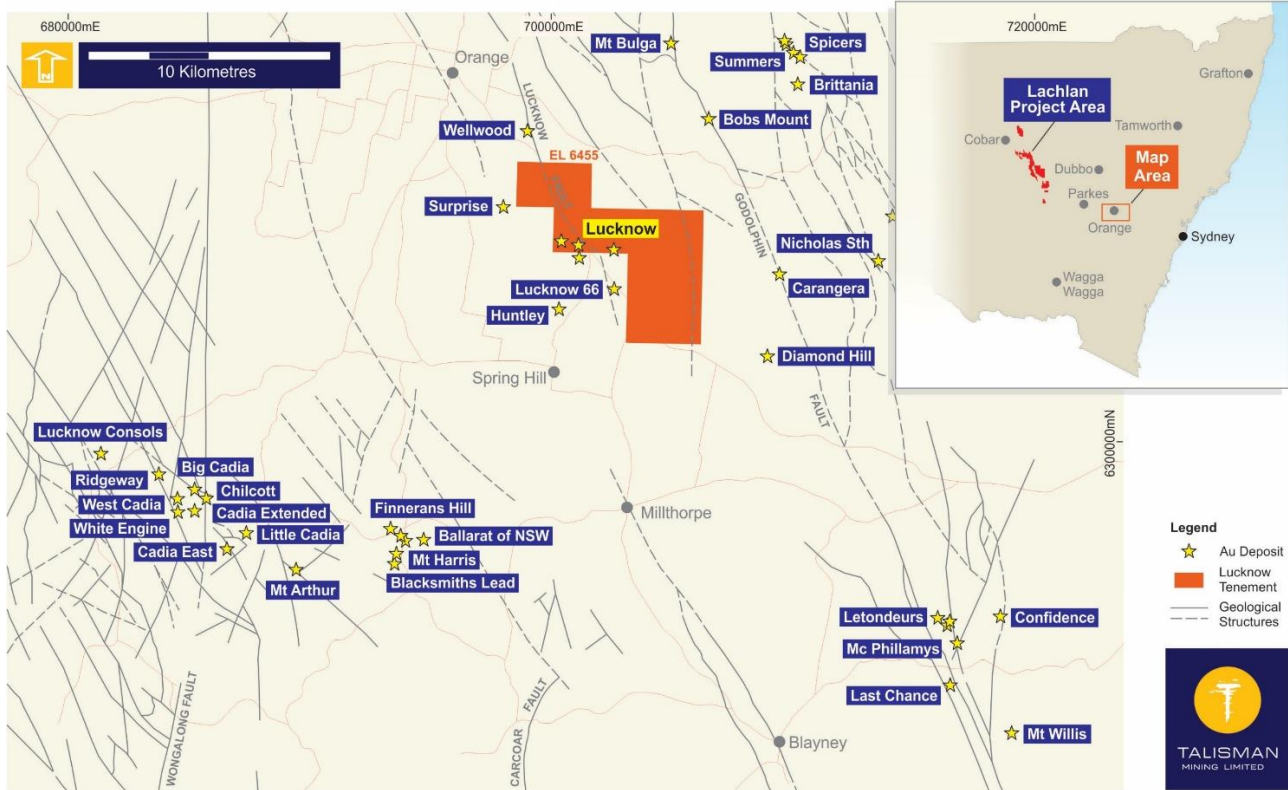 680000mE
700000mE
720000mE
N
10 Kilometres
Orange
Mt Bulga
Spicers
Summers
Brittania
Wellwood
LUCKNOW
FAULT
Bobs Mount
EL 6455
Surprise
Lucknow
GODOLPHIN
FAULT
Nicholas Sth
Carangera
Lucknow 66
Huntley
Diamond Hill
Spring Hill
6300000mN
Lucknow Consols
Ridgeway
Big Cadia
West Cadia
Chilcott
White Engine
Cadia Extended
Cadia East
Little Cadia
Mt Arthur
Finnerans Hill
Ballarat of NSW
Mt Harris
Blacksmiths Lead
Millthorpe
Letondeurs
Confidence
Mc Phillamys
Last Chance
Mt Willis
Blayney
WONGALONG FAULT
CARCOAR
FAULT
Grafton
Lachlan
Project Area
Cobar
Tamworth
Dubbo
Map
Area
Parkes
Orange
Sydney
Wagga
Wagga
Legend
Au Deposit
Lucknow
Tenement
Geological
Structures
TALISMAN
MINING LIMITED